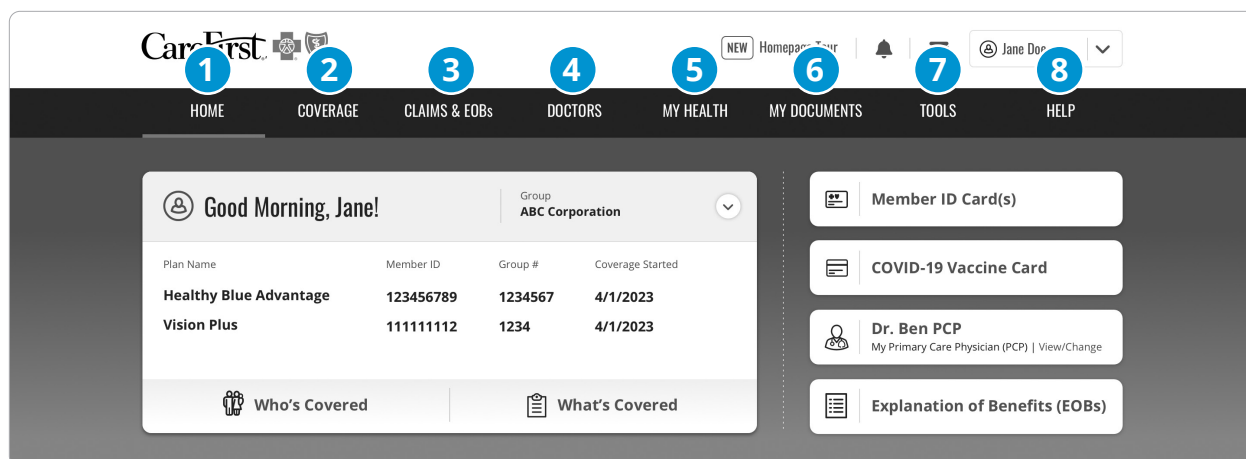 CareFirst
NEW Homepage Tour
Jane Doe
1 2 3 4 5 6 7 8
HOME COVERAGE CLAIMS & EOBs DOCTORS MY HEALTH MY DOCUMENTS TOOLS HELP
Good Morning, Jane!
Group
ABC Corporation
Plan Name Member ID Group # Coverage Started
Healthy Blue Advantage 123456789 1234567 4/1/2023
Vision Plus 111111112 1234 4/1/2023
Who's Covered What's Covered
Member ID Card(s)
COVID-19 Vaccine Card
Dr. Ben PCP
My Primary Care Physician (PCP) | View/Change
Explanation of Benefits (EOBs)